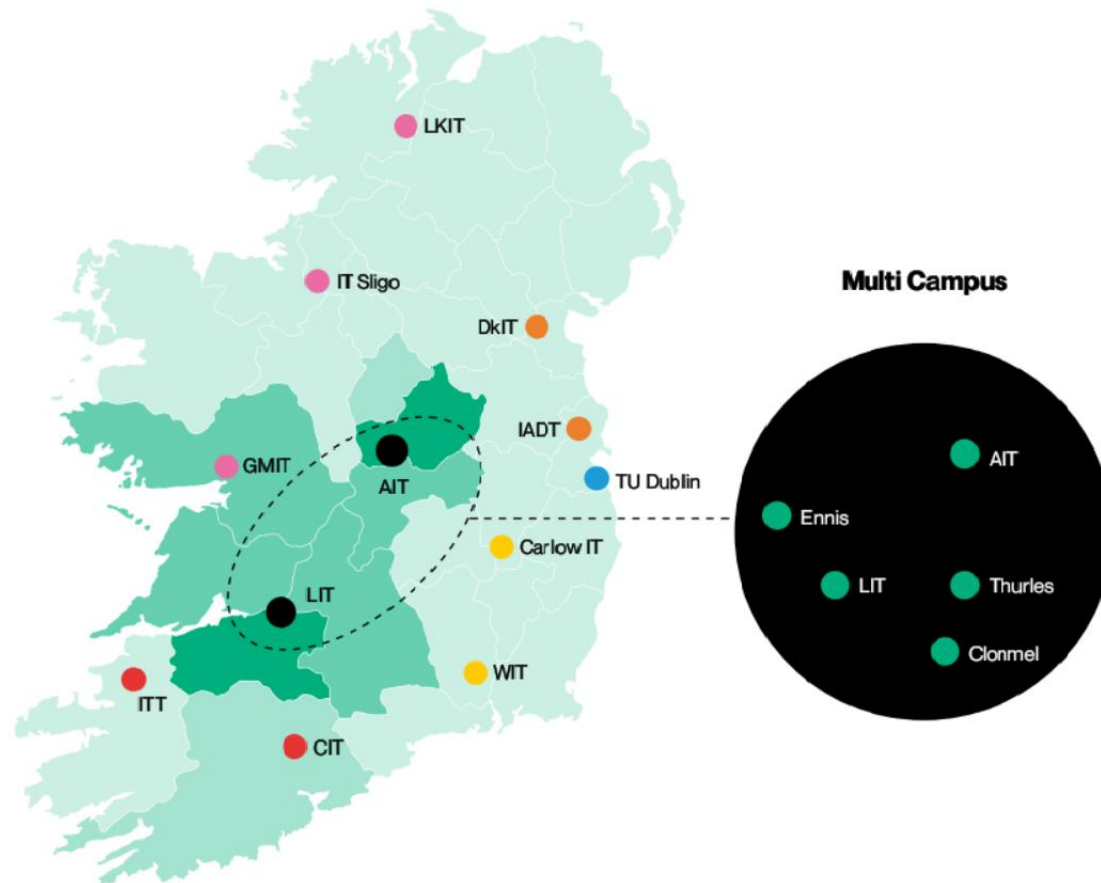 LKIT
IT Sligo
Multi Campus
DkIT
IADT
AIT
GMIT
AIT
TU Dublin
Ennis
Carlow IT
LIT
Thurles
LIT
Clonmel
WIT
ITT
CIT